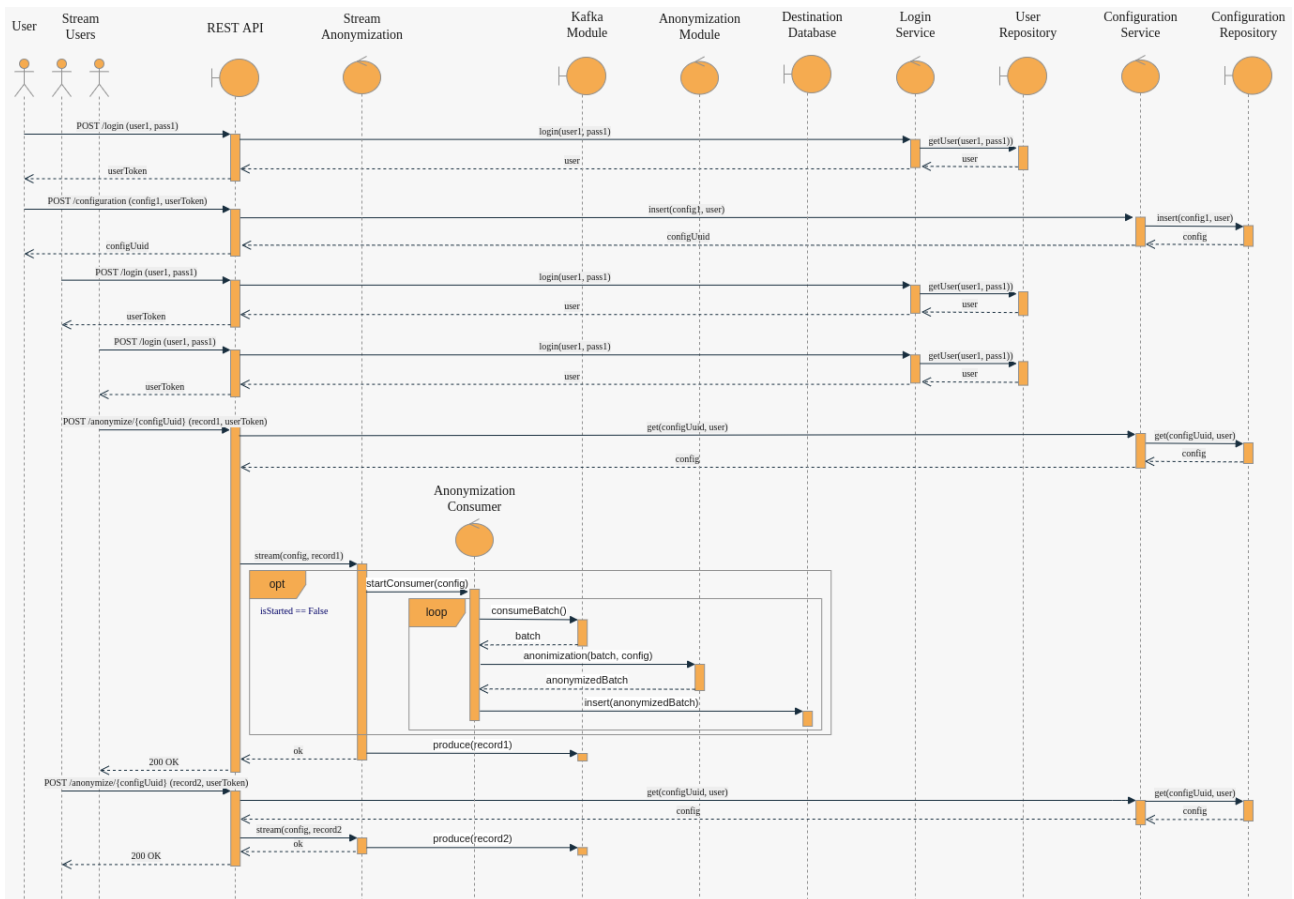 User
Stream
Users
REST API
Stream
Anonymization
Kafka
Module
Anonymization
Module
Destination
Database
Login
Service
User
Repository
Configuration
Service
Configuration
Repository
POST /login (user1, pass1)
login(user1, pass1)
getUser(user1, pass1))
user
user
userToken
POST /configuration (config1, userToken)
insert(config1, user)
insert(config1, user)
config
configUuid
configUuid
POST /login (user1, pass1)
login(user1, pass1)
getUser(user1, pass1))
user
user
userToken
POST /login (user1, pass1)
login(user1, pass1)
getUser(user1, pass1))
user
user
userToken
POST /anonymize/{configUuid} (record1, userToken)
get(configUuid, user)
get(configUuid, user)
config
config
Anonymization
Consumer
stream(config, record1)
opt
startConsumer(config)
isStarted == False
loop
consumeBatch()
batch
anonimization(batch, config)
anonymizedBatch
insert(anonymizedBatch)
produce(record1)
ok
200 OK
POST /anonymize/{configUuid} (record2, userToken)
get(configUuid, user)
get(configUuid, user)
config
config
stream(config, record2
produce(record2)
ok
200 OK